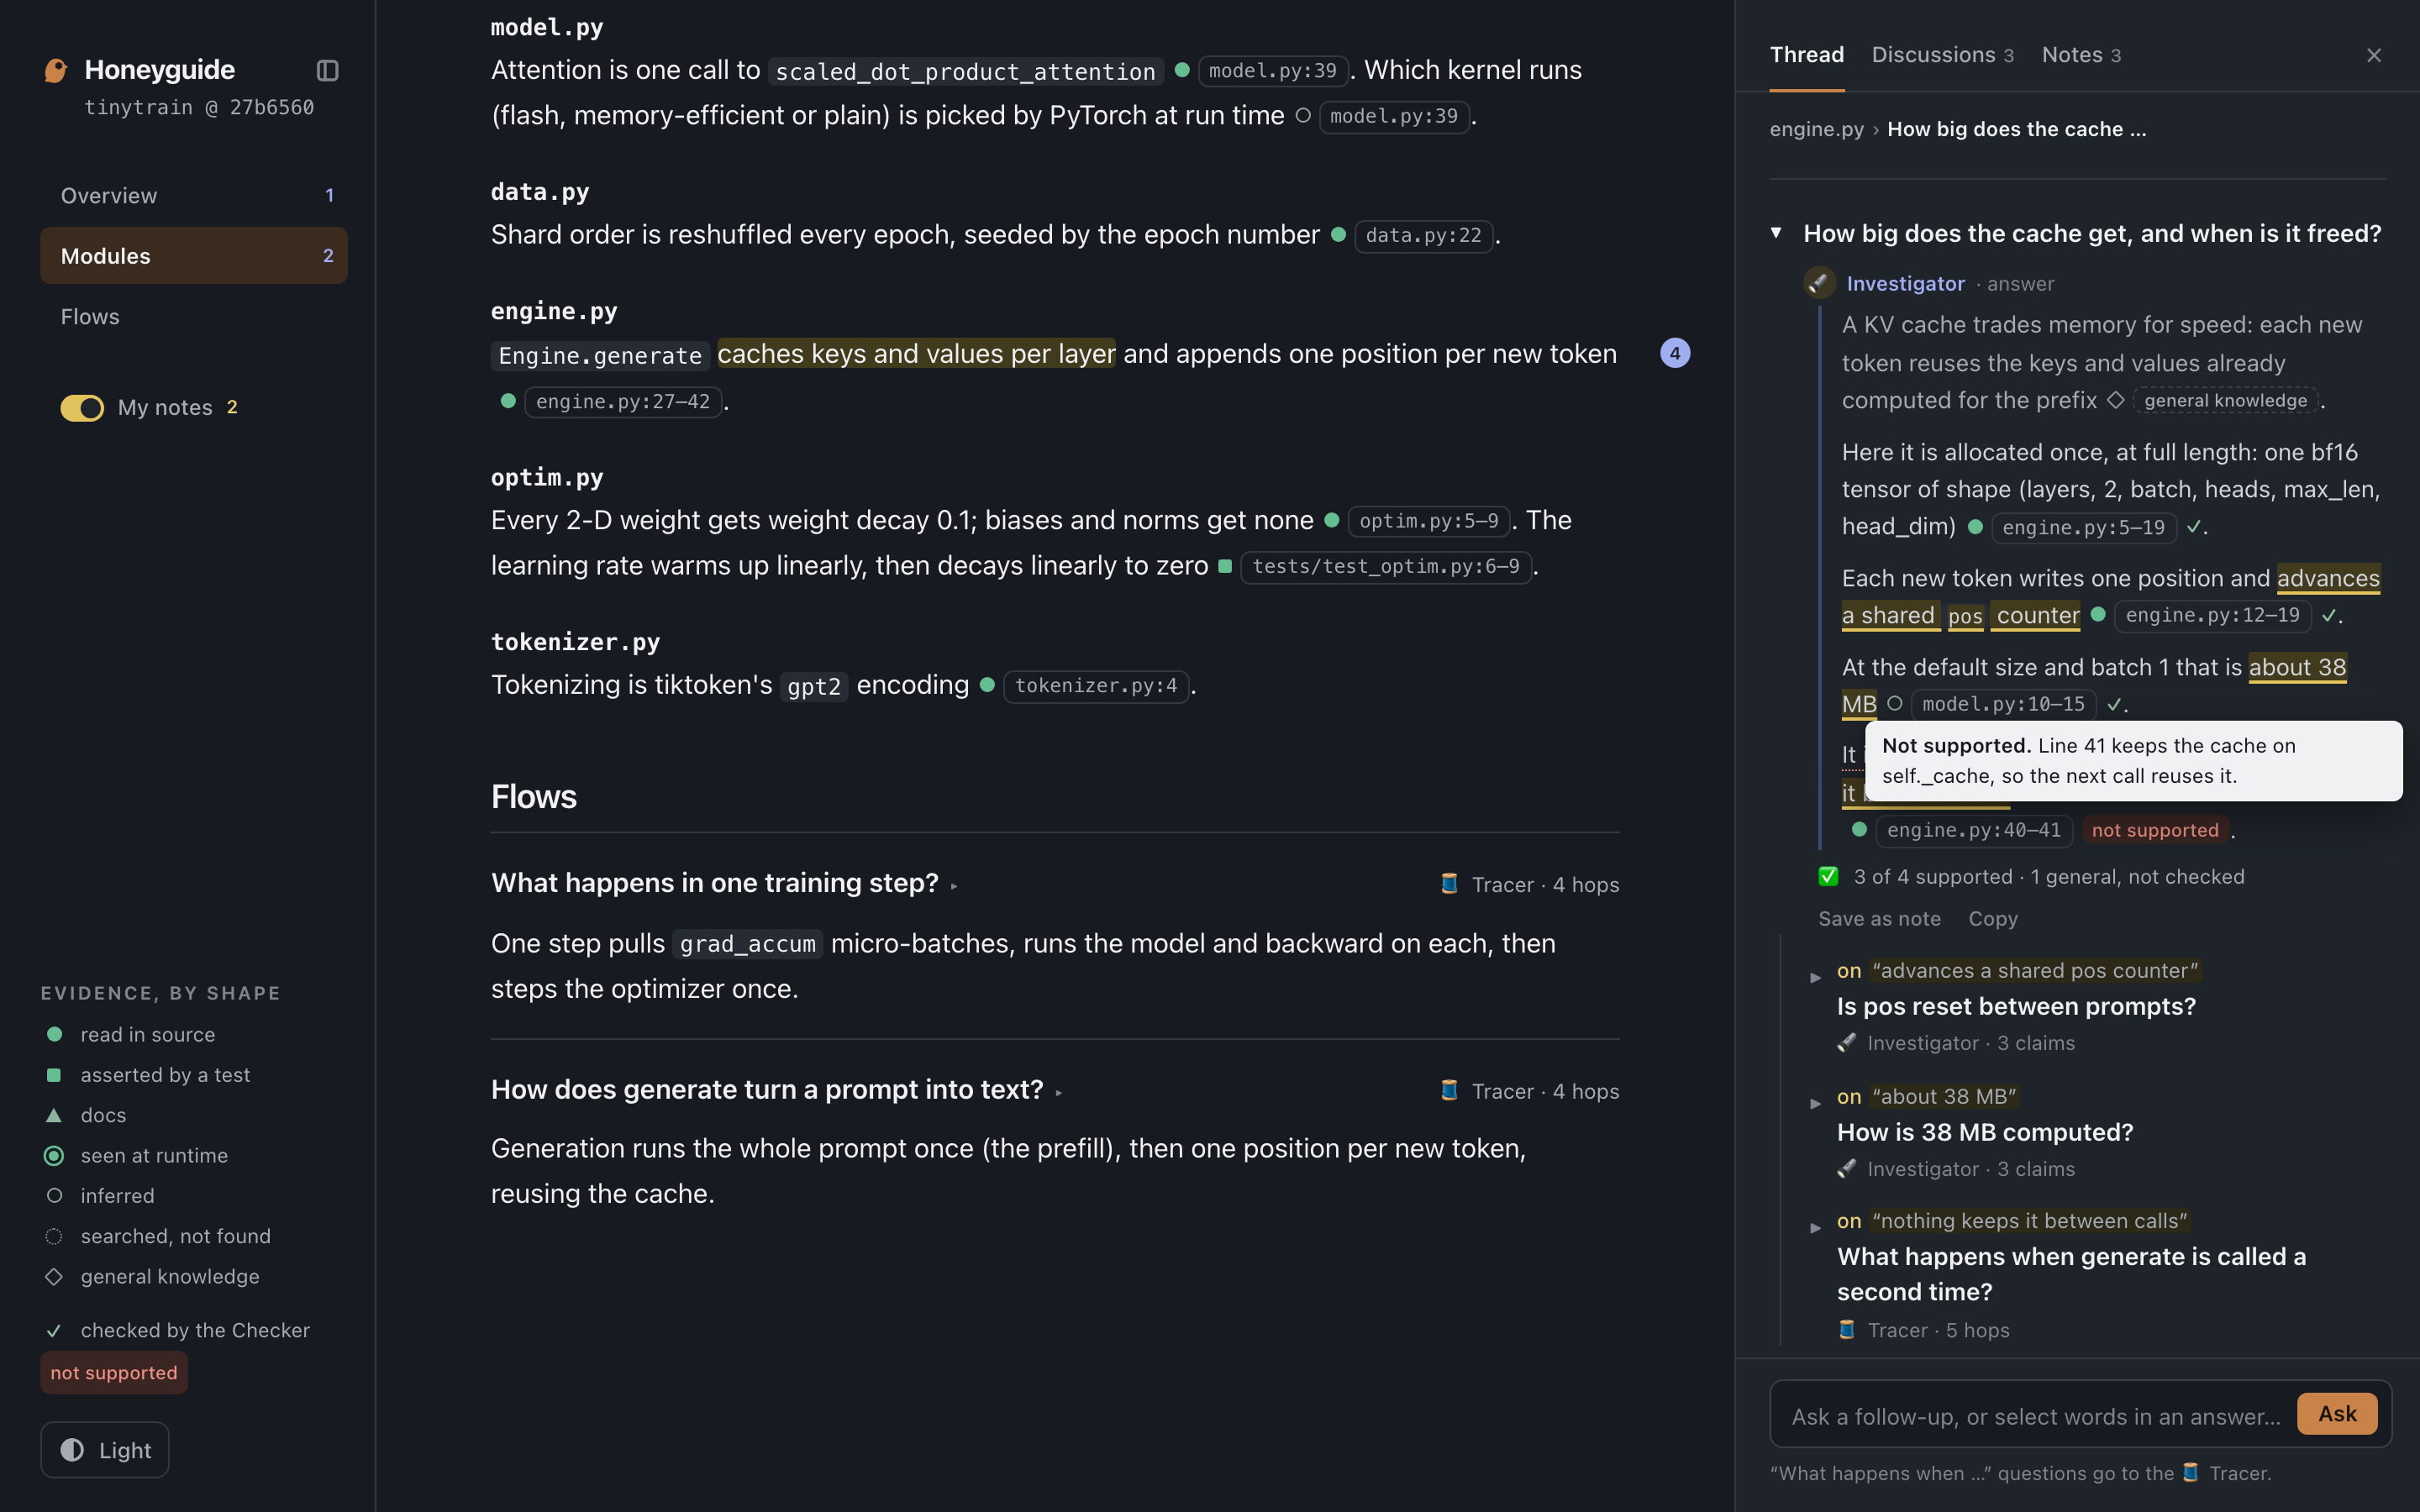 Honeyguide
tinytrain @ 27b6560
Overview 1
Modules 2
Flows
My notes 2
EVIDENCE, BY SHAPE
read in source
asserted by a test
docs
seen at runtime
inferred
searched, not found
general knowledge
checked by the Checker
not supported
Light
model.py
Attention is one call to scaled_dot_product_attention model.py:39. Which kernel runs
(flash, memory-efficient or plain) is picked by PyTorch at run time model.py:39.
data.py
Shard order is reshuffled every epoch, seeded by the epoch number data.py:22.
engine.py
Engine.generate caches keys and values per layer and appends one position per new token 4
engine.py:27–42.
optim.py
Every 2-D weight gets weight decay 0.1; biases and norms get none optim.py:5–9. The
learning rate warms up linearly, then decays linearly to zero tests/test_optim.py:6–9.
tokenizer.py
Tokenizing is tiktoken's gpt2 encoding tokenizer.py:4.
Flows
What happens in one training step? Tracer · 4 hops
One step pulls grad_accum micro-batches, runs the model and backward on each, then
steps the optimizer once.
How does generate turn a prompt into text? Tracer · 4 hops
Generation runs the whole prompt once (the prefill), then one position per new token,
reusing the cache.
Thread Discussions 3 Notes 3
engine.py › How big does the cache ...
How big does the cache get, and when is it freed?
Investigator · answer
A KV cache trades memory for speed: each new
token reuses the keys and values already
computed for the prefix general knowledge.
Here it is allocated once, at full length: one bf16
tensor of shape (layers, 2, batch, heads, max_len,
head_dim) engine.py:5–19 ✓.
Each new token writes one position and advances
a shared pos counter engine.py:12–19 ✓.
At the default size and batch 1 that is about 38
MB model.py:10–15 ✓.
It
it
Not supported. Line 41 keeps the cache on
self._cache, so the next call reuses it.
engine.py:40–41 not supported.
3 of 4 supported · 1 general, not checked
Save as note Copy
on “advances a shared pos counter”
Is pos reset between prompts?
Investigator · 3 claims
on “about 38 MB”
How is 38 MB computed?
Investigator · 3 claims
on “nothing keeps it between calls”
What happens when generate is called a
second time?
Tracer · 5 hops
Ask a follow-up, or select words in an answer... Ask
“What happens when ...” questions go to the Tracer.